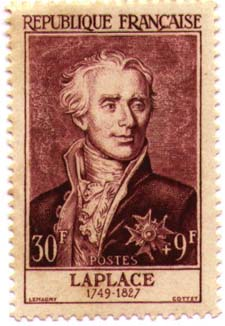 REPUBLIQUE FRANÇAISE
30F +9F
POSTES
LAPLACE
1749-1827
LEMAGNY COTTET